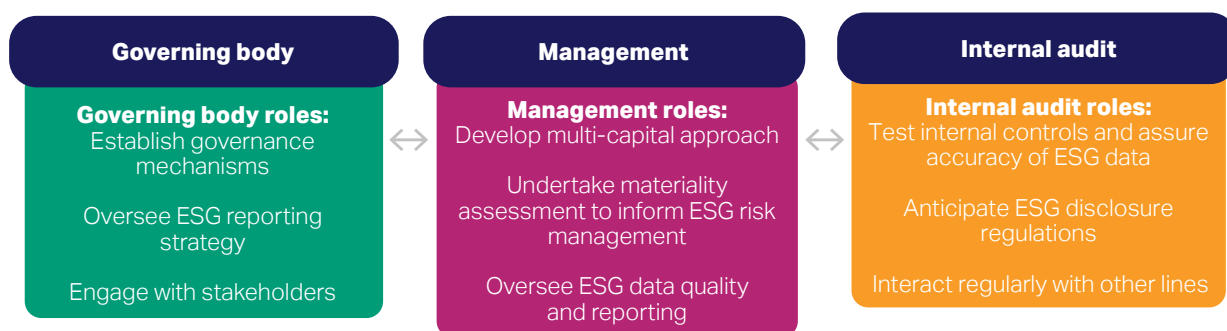 Governing body
Governing body roles:
Establish governance
mechanisms
Oversee ESG reporting
strategy
Engage with stakeholders
Management
Management roles:
Develop multi-capital approach
Undertake materiality
assessment to inform ESG risk
management
Oversee ESG data quality
and reporting
Internal audit
Internal audit roles:
Test internal controls and assure
accuracy of ESG data
Anticipate ESG disclosure
regulations
Interact regularly with other lines